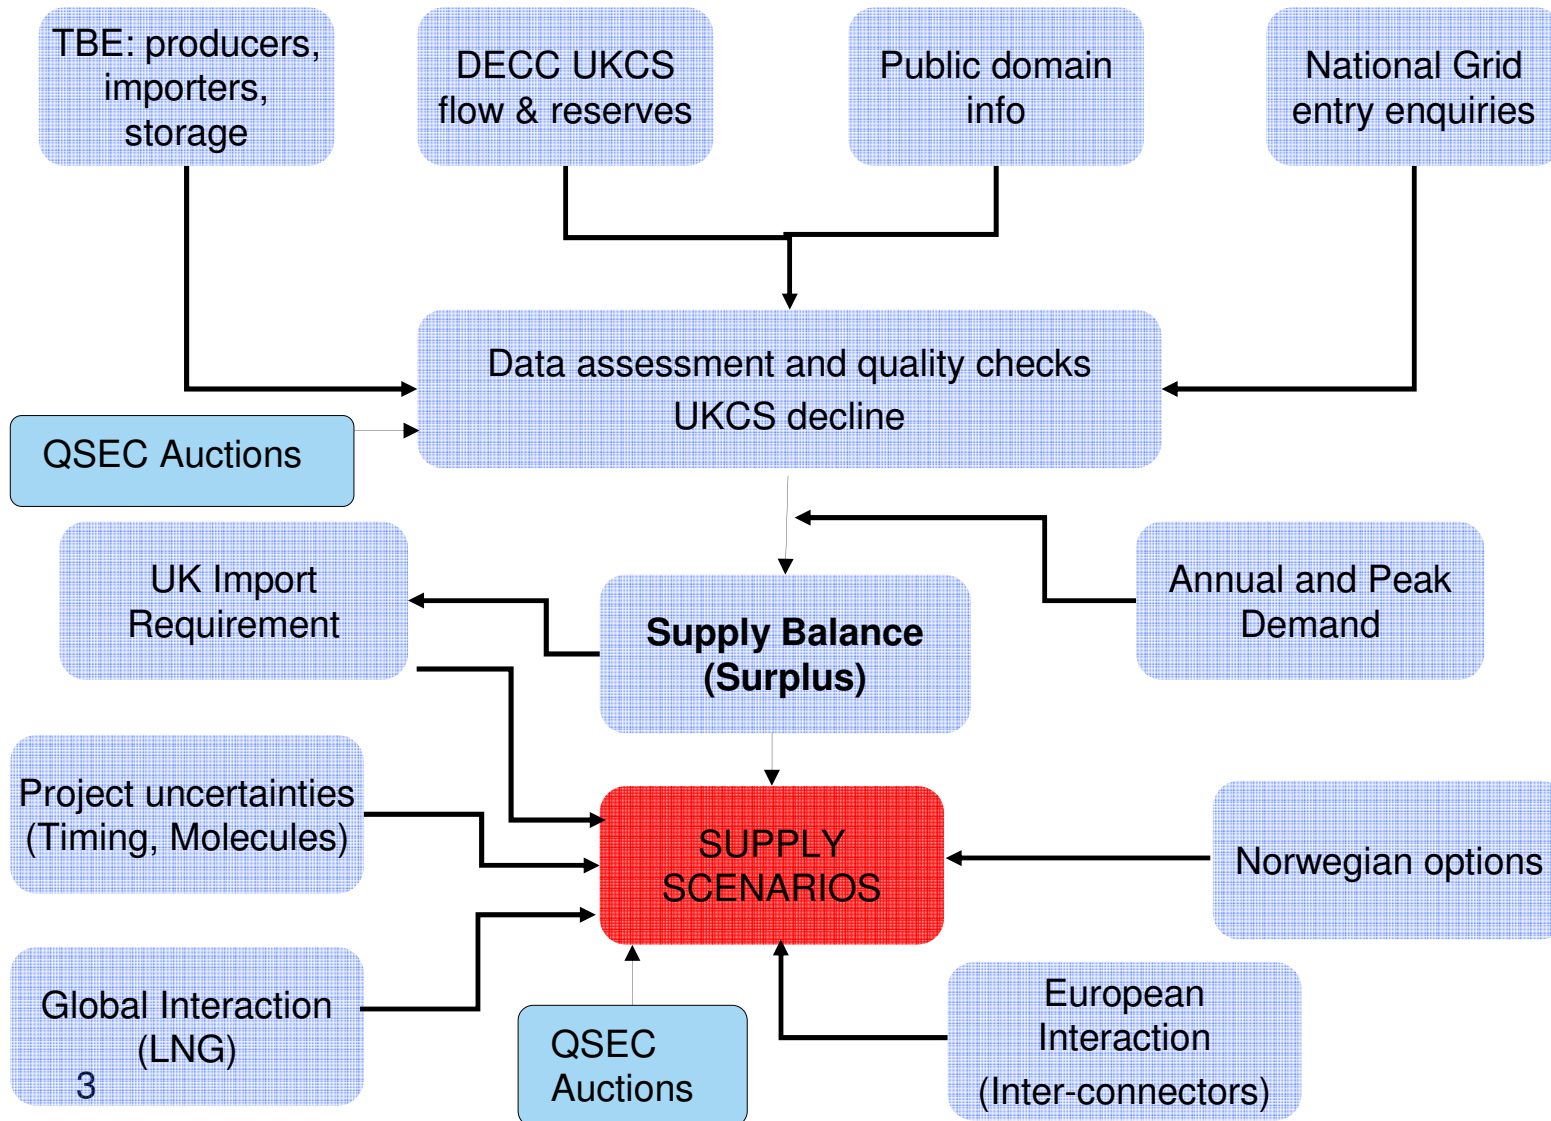 TBE: producers,
importers,
storage
DECC UKCS
flow & reserves
Public domain
info
National Grid
entry enquiries
Data assessment and quality checks
UKCS decline
QSEC Auctions
UK Import
Requirement
Supply Balance
(Surplus)
Annual and Peak
Demand
Project uncertainties
(Timing, Molecules)
SUPPLY
SCENARIOS
Norwegian options
Global Interaction
(LNG)
3
QSEC
Auctions
European
Interaction
(Inter-connectors)